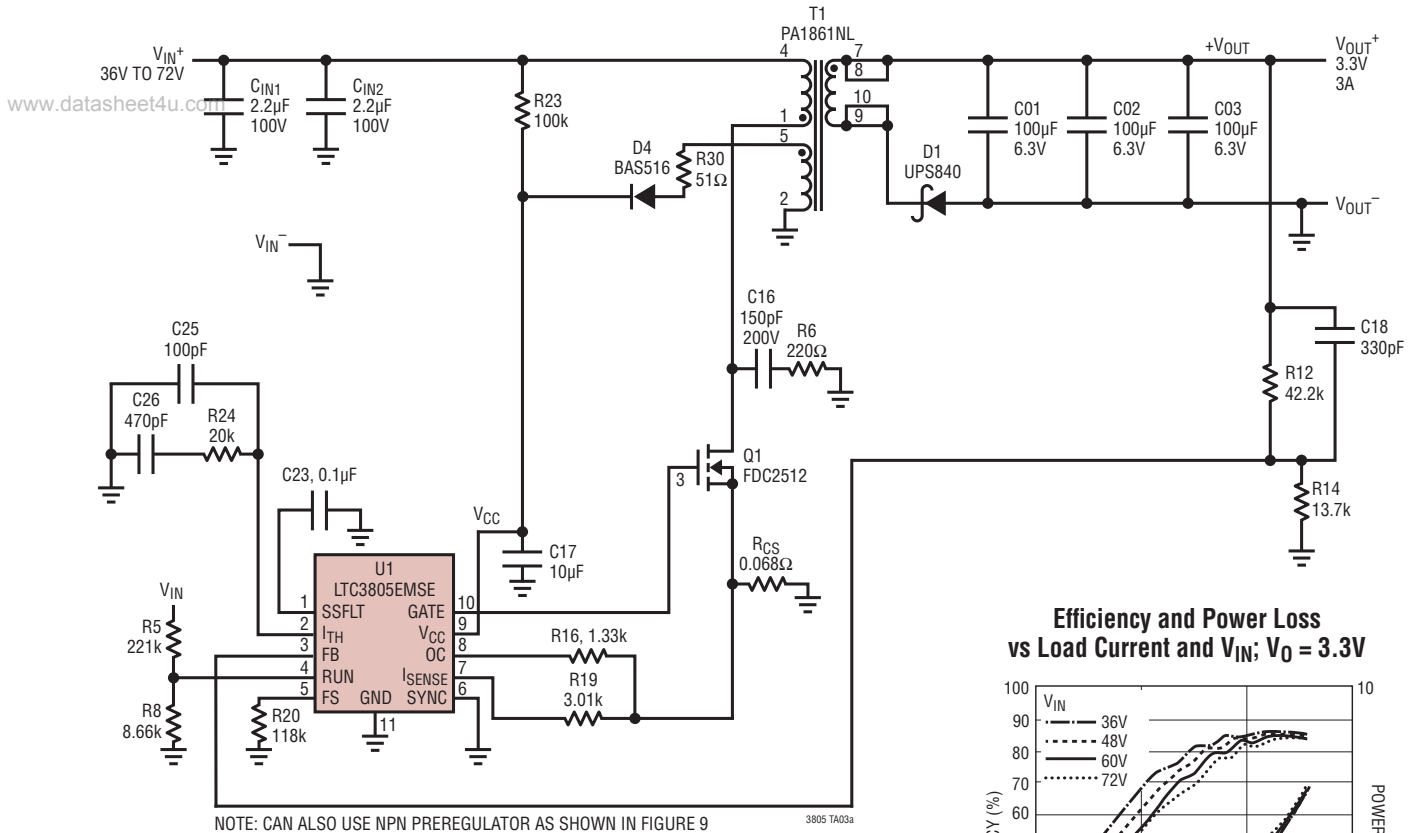 T1
PA1861NL
VIN+
36V TO 72V
www.datasheet4u.com
CIN1
2.2µF
100V
CIN2
2.2µF
100V
R23
100k
D4
BAS516
R30
51Ω
4
1
5
2
7
8
10
9
D1
UPS840
C01
100µF
6.3V
C02
100µF
6.3V
C03
100µF
6.3V
+VOUT
VOUT+
3.3V
3A
VOUT−
VIN−
C16
150pF
200V
R6
220Ω
C18
330pF
R12
42.2k
R14
13.7k
C25
100pF
C26
470pF
R24
20k
C23, 0.1µF
VCC
C17
10µF
3
Q1
FDC2512
RCS
0.068Ω
U1
LTC3805EMSE
1
SSFLT
GATE
10
2
ITH
VCC
9
3
FB
OC
8
4
RUN
ISENSE
7
5
FS
GND
SYNC
6
11
VIN
R5
221k
R8
8.66k
R20
118k
R16, 1.33k
R19
3.01k
NOTE: CAN ALSO USE NPN PREREGULATOR AS SHOWN IN FIGURE 9
3805 TA03a
Efficiency and Power Loss
vs Load Current and VIN; VO = 3.3V
100
90
80
70
60
10
VIN
36V
48V
60V
72V
POWER